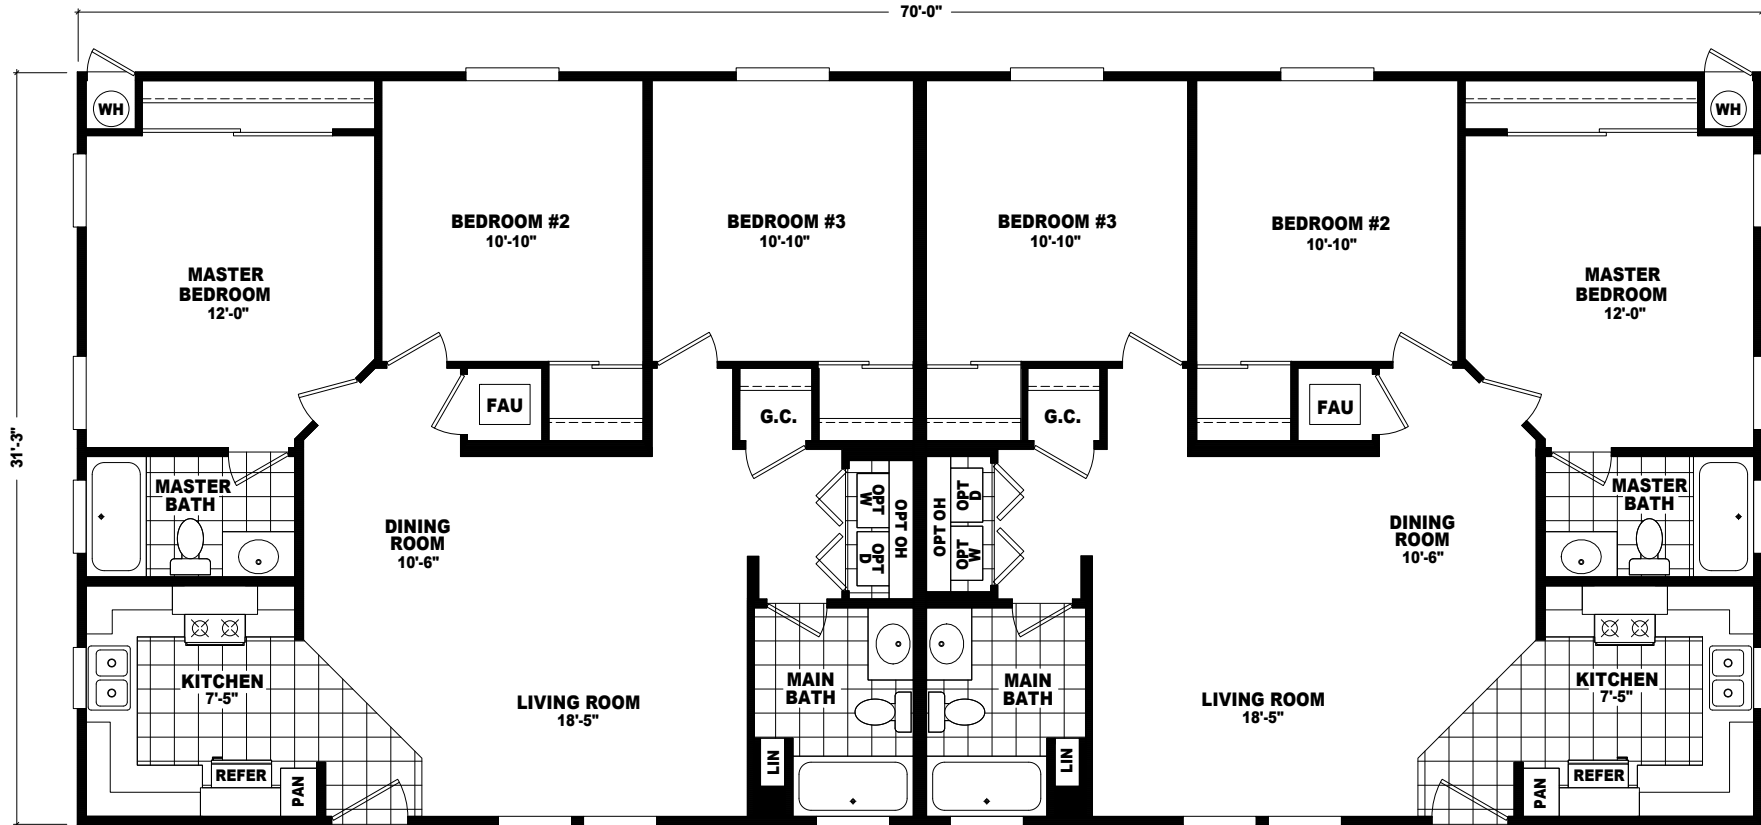 70'-0"
31'-3"
WH
WH
BEDROOM #2
10'-10"
BEDROOM #3
10'-10"
BEDROOM #3
10'-10"
BEDROOM #2
10'-10"
MASTER
BEDROOM
12'-0"
MASTER
BEDROOM
12'-0"
FAU
G.C.
G.C.
FAU
MASTER
BATH
DINING
ROOM
10'-6"
OPT
W
OPT
D
OPT OH
OPT OH
OPT
D
OPT
W
DINING
ROOM
10'-6"
MASTER
BATH
KITCHEN
7'-5"
LIVING ROOM
18'-5"
MAIN
BATH
MAIN
BATH
LIVING ROOM
18'-5"
KITCHEN
7'-5"
REFER
PAN
LIN
LIN
PAN
REFER